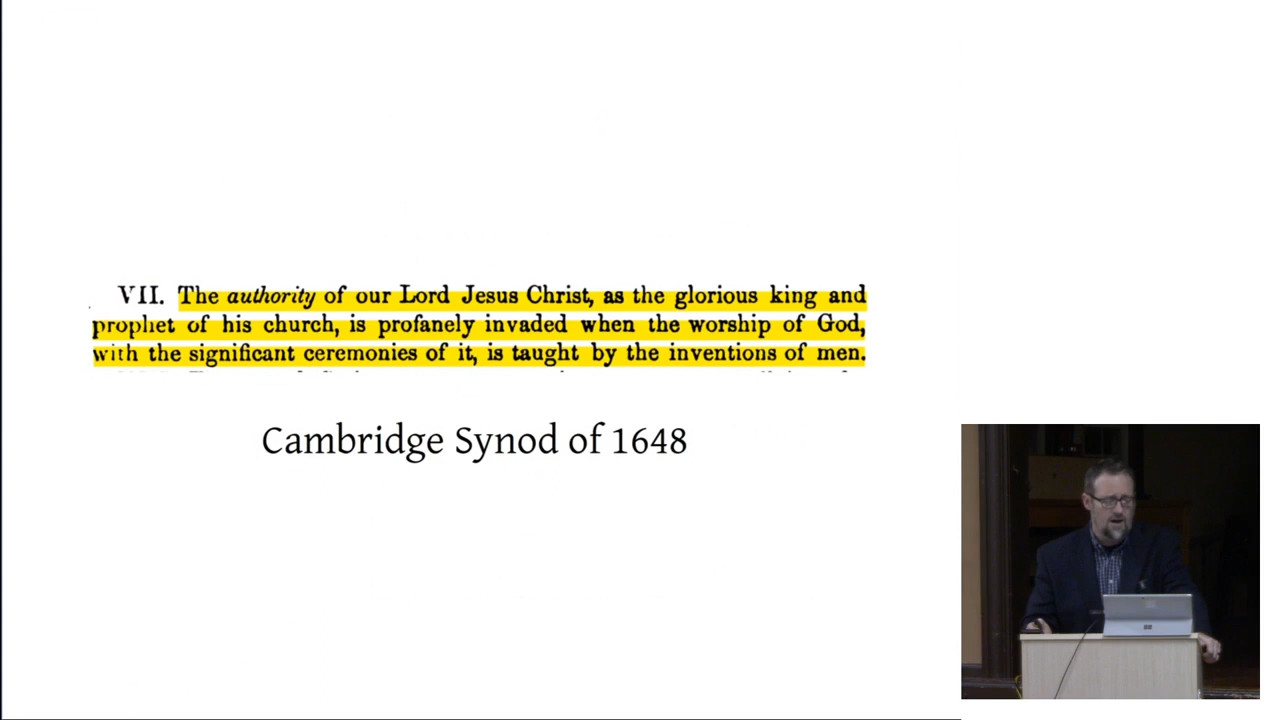 VII. The authority of our Lord Jesus Christ, as the glorious king and
prophet of his church, is profanely invaded when the worship of God,
with the significant ceremonies of it, is taught by the inventions of men.
Cambridge Synod of 1648